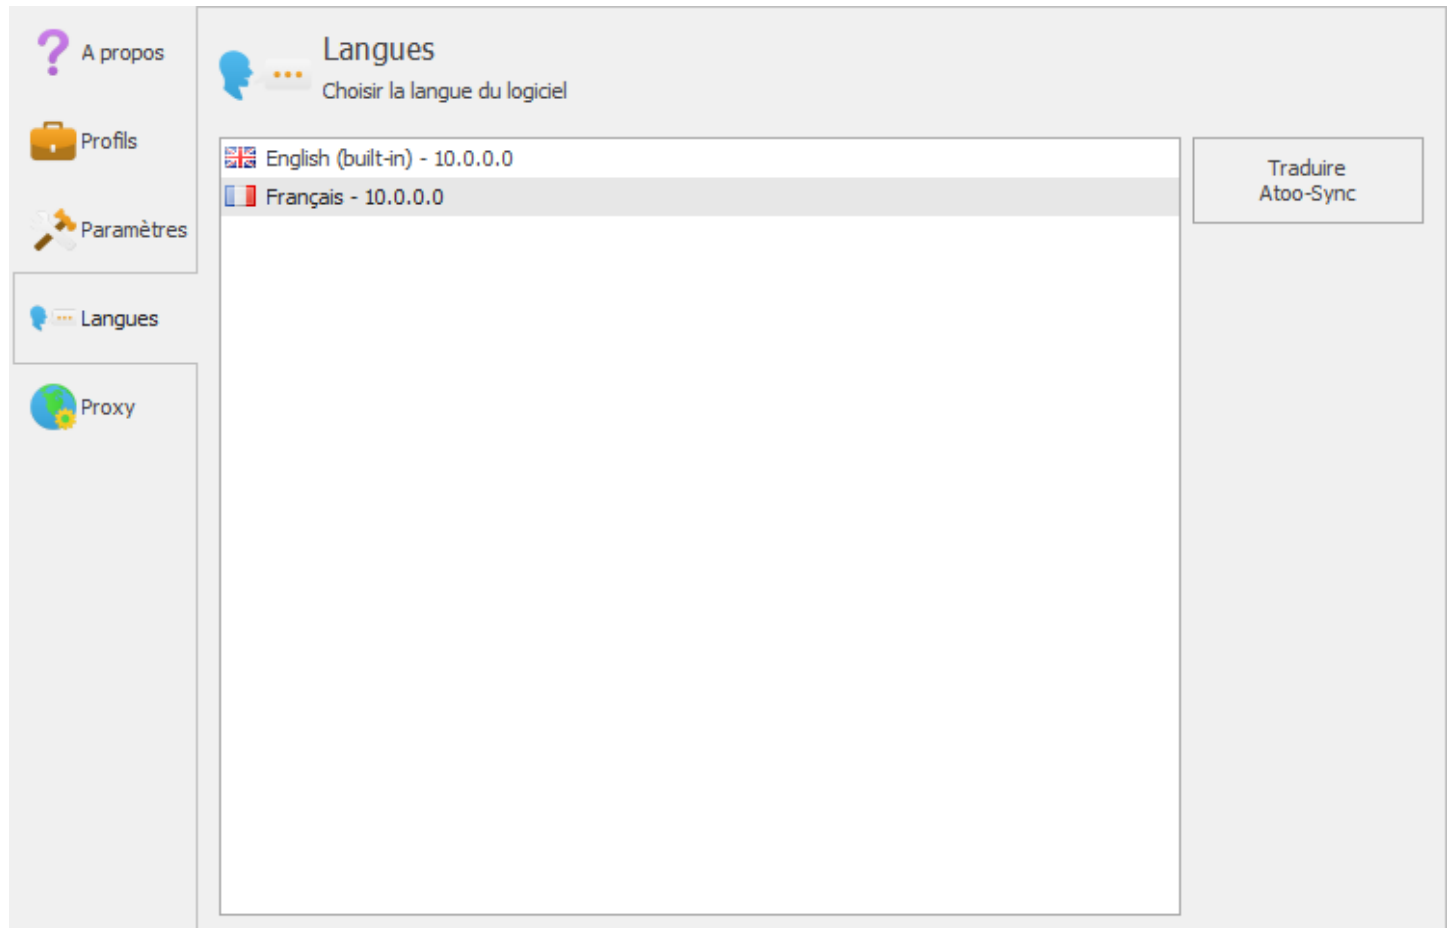 A propos
Profils
Paramètres
Langues
Proxy
Langues
Choisir la langue du logiciel
English (built-in) - 10.0.0.0
Français - 10.0.0.0
Traduire
Atoo-Sync